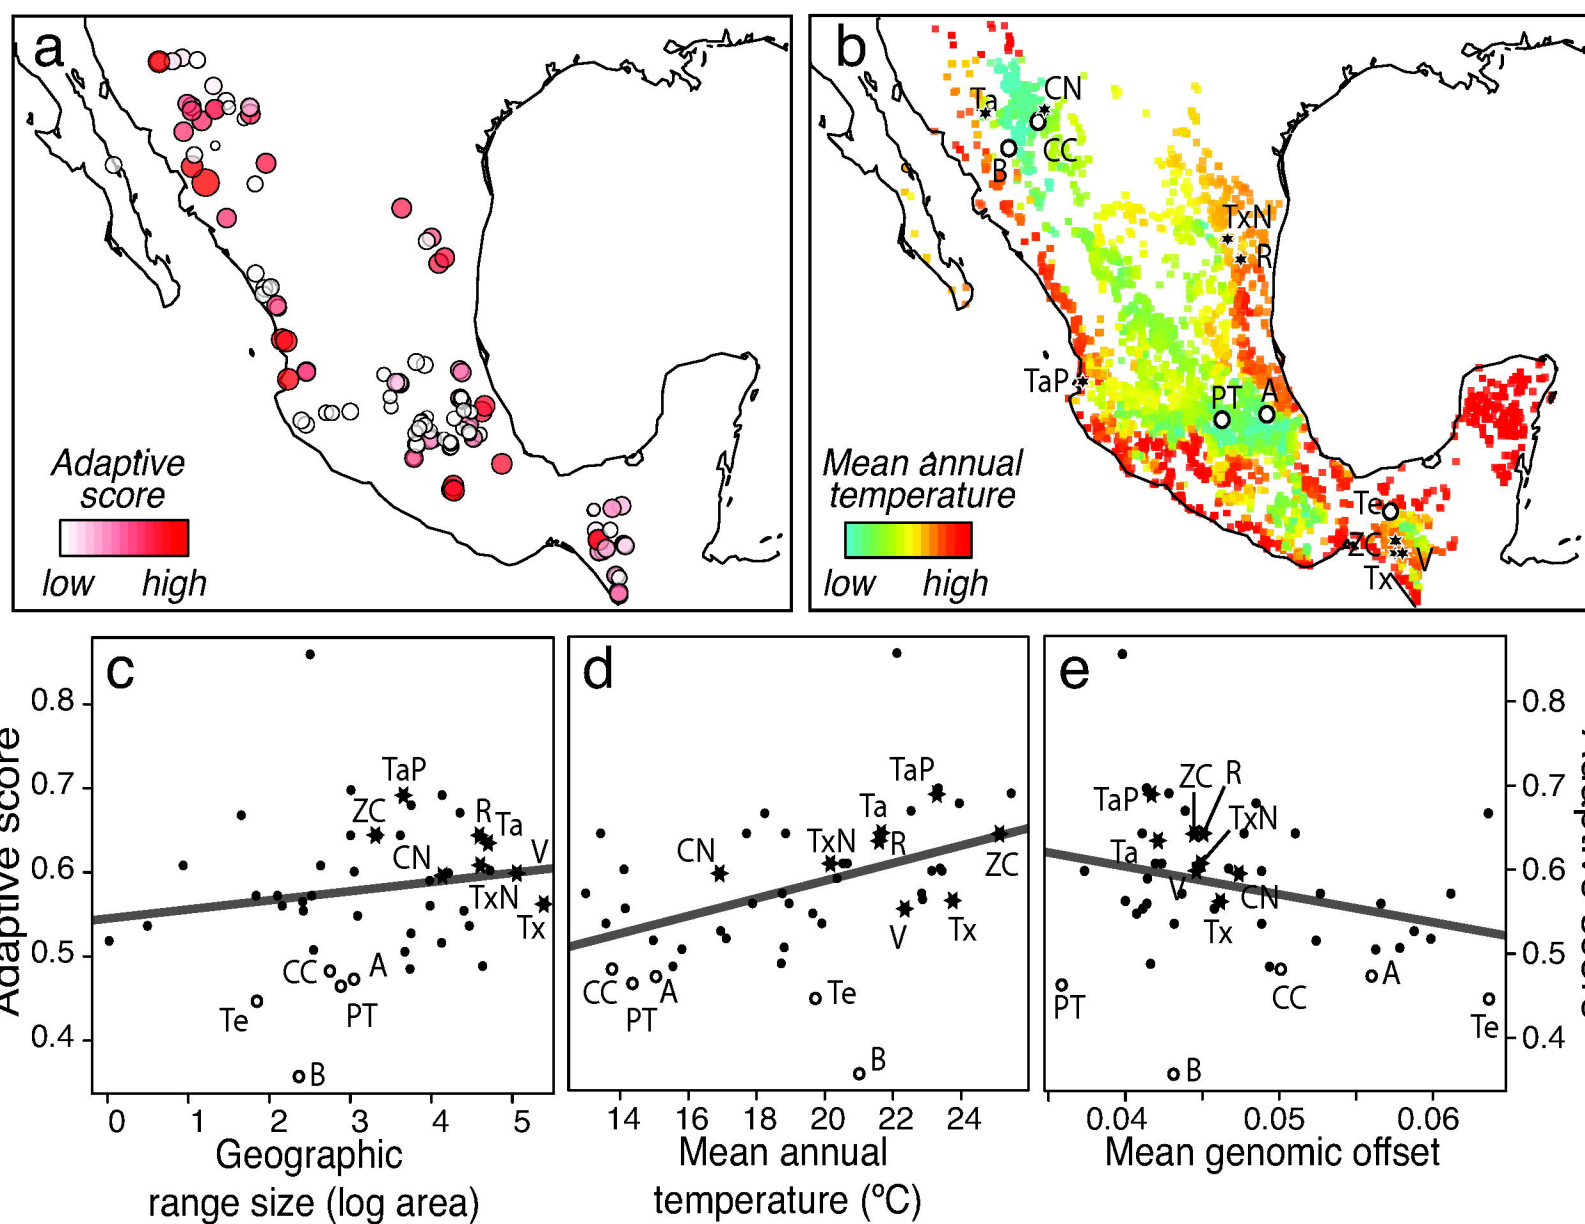 a
Adaptive
score
low high
b
Ta
CN
CC
B
TxN
R
TaP
PT
A
Mean annual
temperature
low high
Te
ZC
V
Tx
c
0.8
0.7
0.6
0.5
0.4
Adaptive score
TaP
ZC
R
Ta
CN
V
TxN
Tx
CC
A
PT
Te
B
0 1 2 3 4 5
Geographic
range size (log area)
d
TaP
Ta
R
TxN
CN
ZC
V
Tx
CC
A
PT
Te
B
14 16 18 20 22 24
Mean annual
temperature (ºC)
e
ZC R
TaP
TxN
Ta
V
CN
Tx
PT
CC
A
Te
B
0.04 0.05 0.06
Mean genomic offset
0.8
0.7
0.6
0.5
0.4